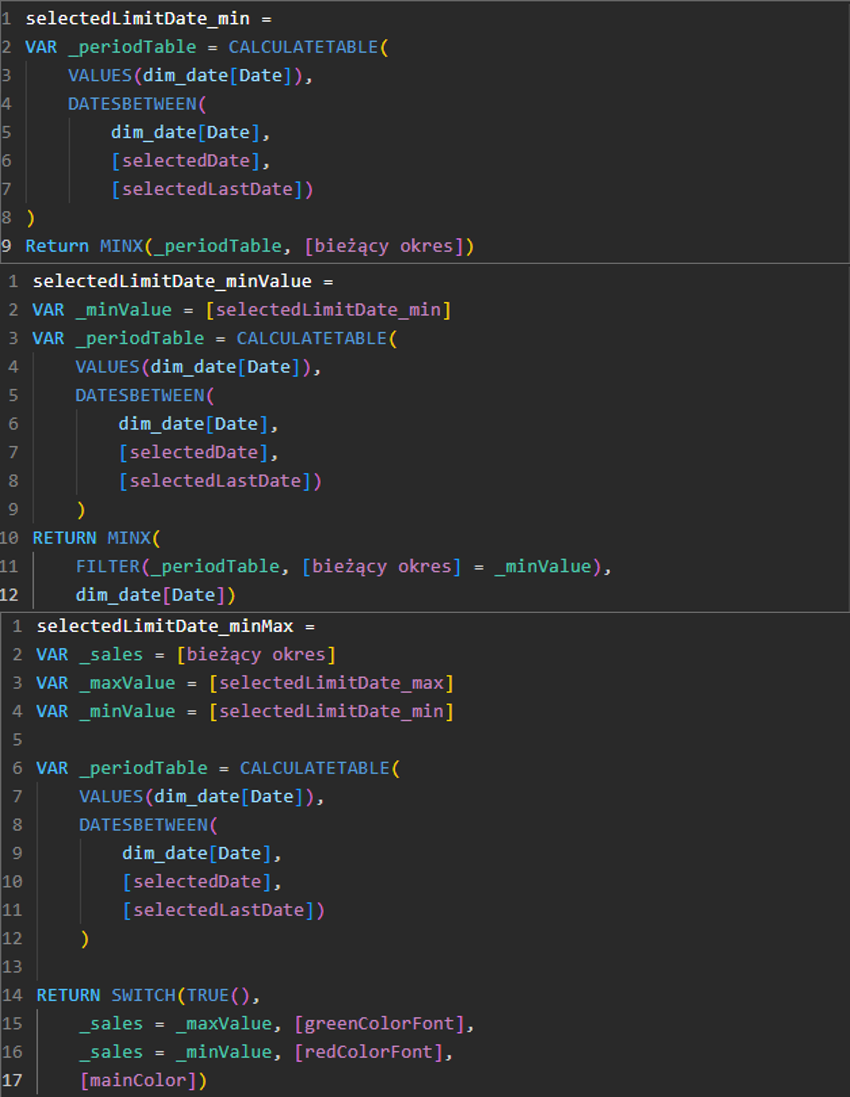 1 selectedLimitDate_min =
2 VAR _periodTable = CALCULATETABLE(
3 VALUES(dim_date[Date]),
4 DATESBETWEEN(
5 dim_date[Date],
6 [selectedDate],
7 [selectedLastDate])
8 )
9 Return MINX(_periodTable, [bieżący okres])
1 selectedLimitDate_minValue =
2 VAR _minValue = [selectedLimitDate_min]
3 VAR _periodTable = CALCULATETABLE(
4 VALUES(dim_date[Date]),
5 DATESBETWEEN(
6 dim_date[Date],
7 [selectedDate],
8 [selectedLastDate])
9 )
10 RETURN MINX(
11 FILTER(_periodTable, [bieżący okres] = _minValue),
12 dim_date[Date])
1 selectedLimitDate_minMax =
2 VAR _sales = [bieżący okres]
3 VAR _maxValue = [selectedLimitDate_max]
4 VAR _minValue = [selectedLimitDate_min]
5
6 VAR _periodTable = CALCULATETABLE(
7 VALUES(dim_date[Date]),
8 DATESBETWEEN(
9 dim_date[Date],
10 [selectedDate],
11 [selectedLastDate])
12 )
13
14 RETURN SWITCH(TRUE(),
15 _sales = _maxValue, [greenColorFont],
16 _sales = _minValue, [redColorFont],
17 [mainColor])